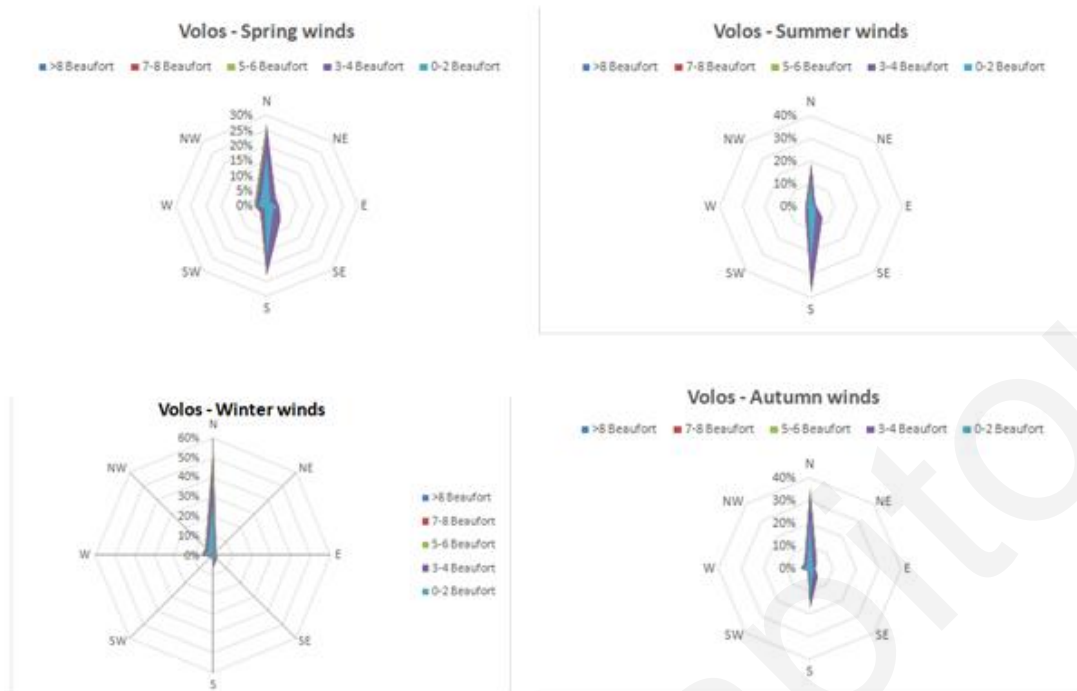 Volos - Spring winds
>8 Beaufort 7-8 Beaufort 5-6 Beaufort 3-4 Beaufort 0-2 Beaufort
N
30%
25%
NW NE
20%
15%
10%
5%
W 0% E
SW SE
S
Volos - Summer winds
>8 Beaufort 7-8 Beaufort 5-6 Beaufort 3-4 Beaufort 0-2 Beaufort
N
40%
NW NE
30%
20%
10%
W 0% E
SW SE
S
Volos - Winter winds
N
60%
50%
NW NE
40%
30%
20%
10%
W 0% E
SW SE
S
>8 Beaufort
7-8 Beaufort
5-6 Beaufort
3-4 Beaufort
0-2 Beaufort
Volos - Autumn winds
>8 Beaufort 7-8 Beaufort 5-6 Beaufort 3-4 Beaufort 0-2 Beaufort
N
40%
NW NE
30%
20%
10%
W 0% E
SW SE
S